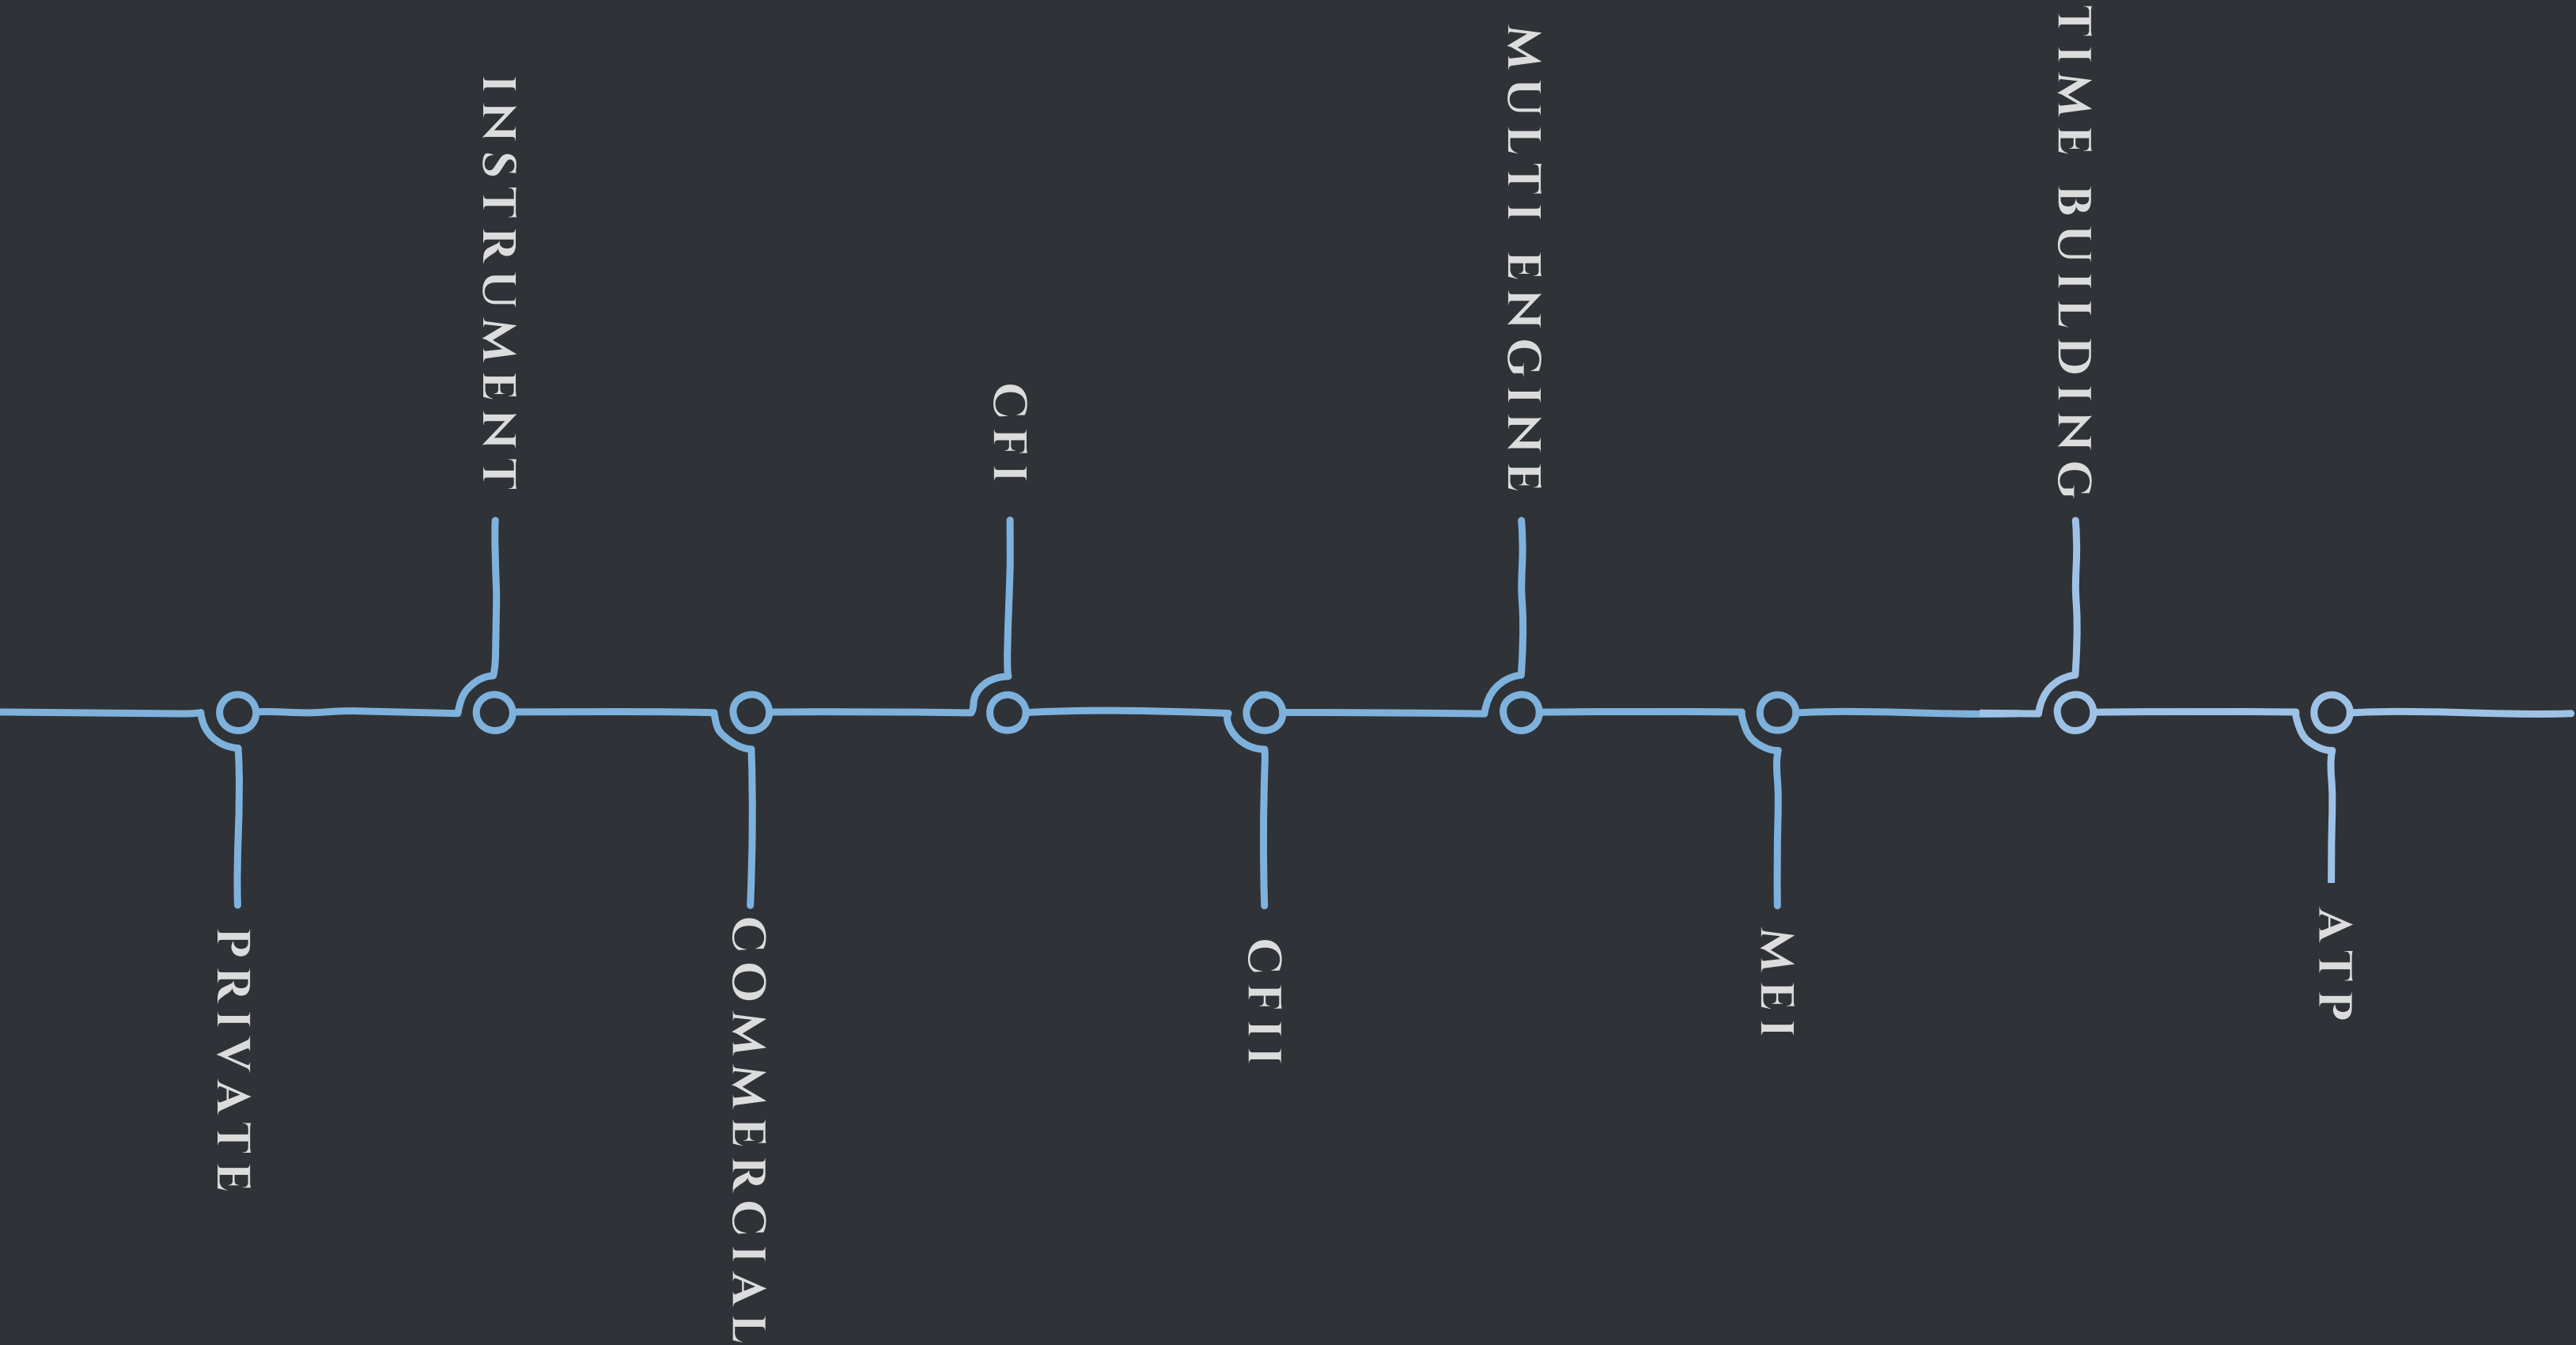 PRIVATE
INSTRUMENT
COMMERCIAL
CFI
CFII
MULTI ENGINE
MEI
TIME BUILDING
ATP